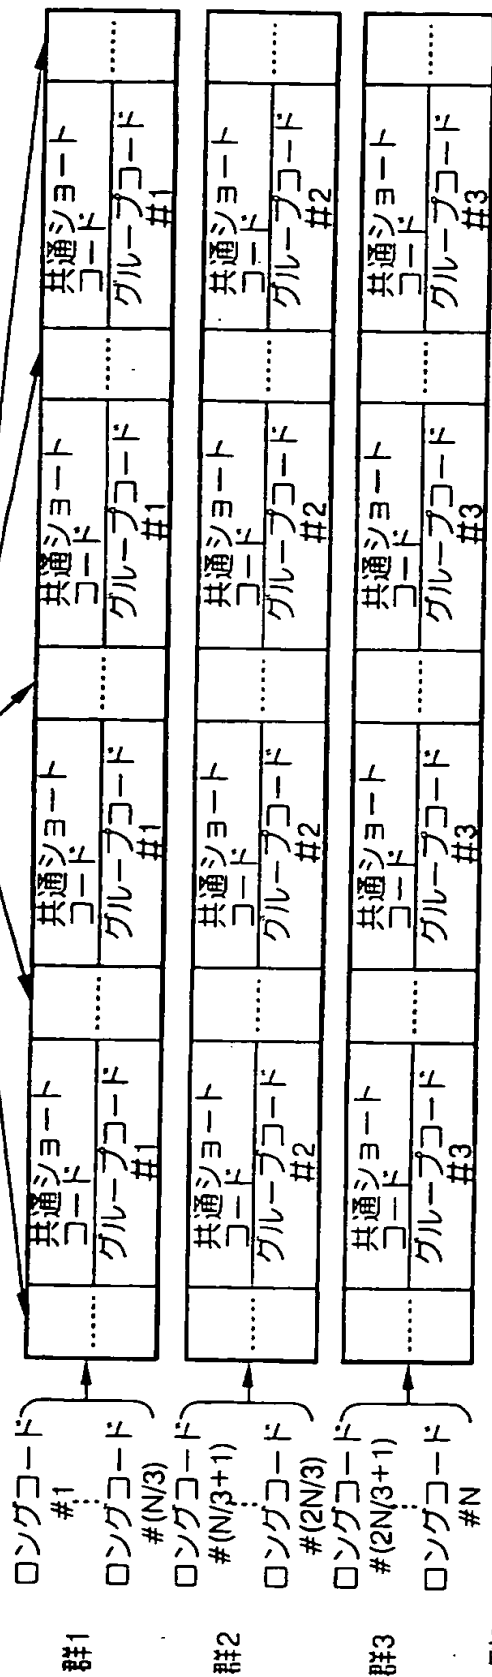 群1
ロングコード
#1
ロングコード
#(N/3)
共通ショート
コード
グループコード
#1
共通ショート
コード
グループコード
#1
共通ショート
コード
グループコード
#1
共通ショート
コード
グループコード
#1
群2
ロングコード
#(N/3+1)
ロングコード
#(2N/3)
共通ショート
コード
グループコード
#2
共通ショート
コード
グループコード
#2
共通ショート
コード
グループコード
#2
共通ショート
コード
グループコード
#2
群3
ロングコード
#(2N/3+1)
ロングコード
#N
共通ショート
コード
グループコード
#3
共通ショート
コード
グループコード
#3
共通ショート
コード
グループコード
#3
共通ショート
コード
グループコード
#3